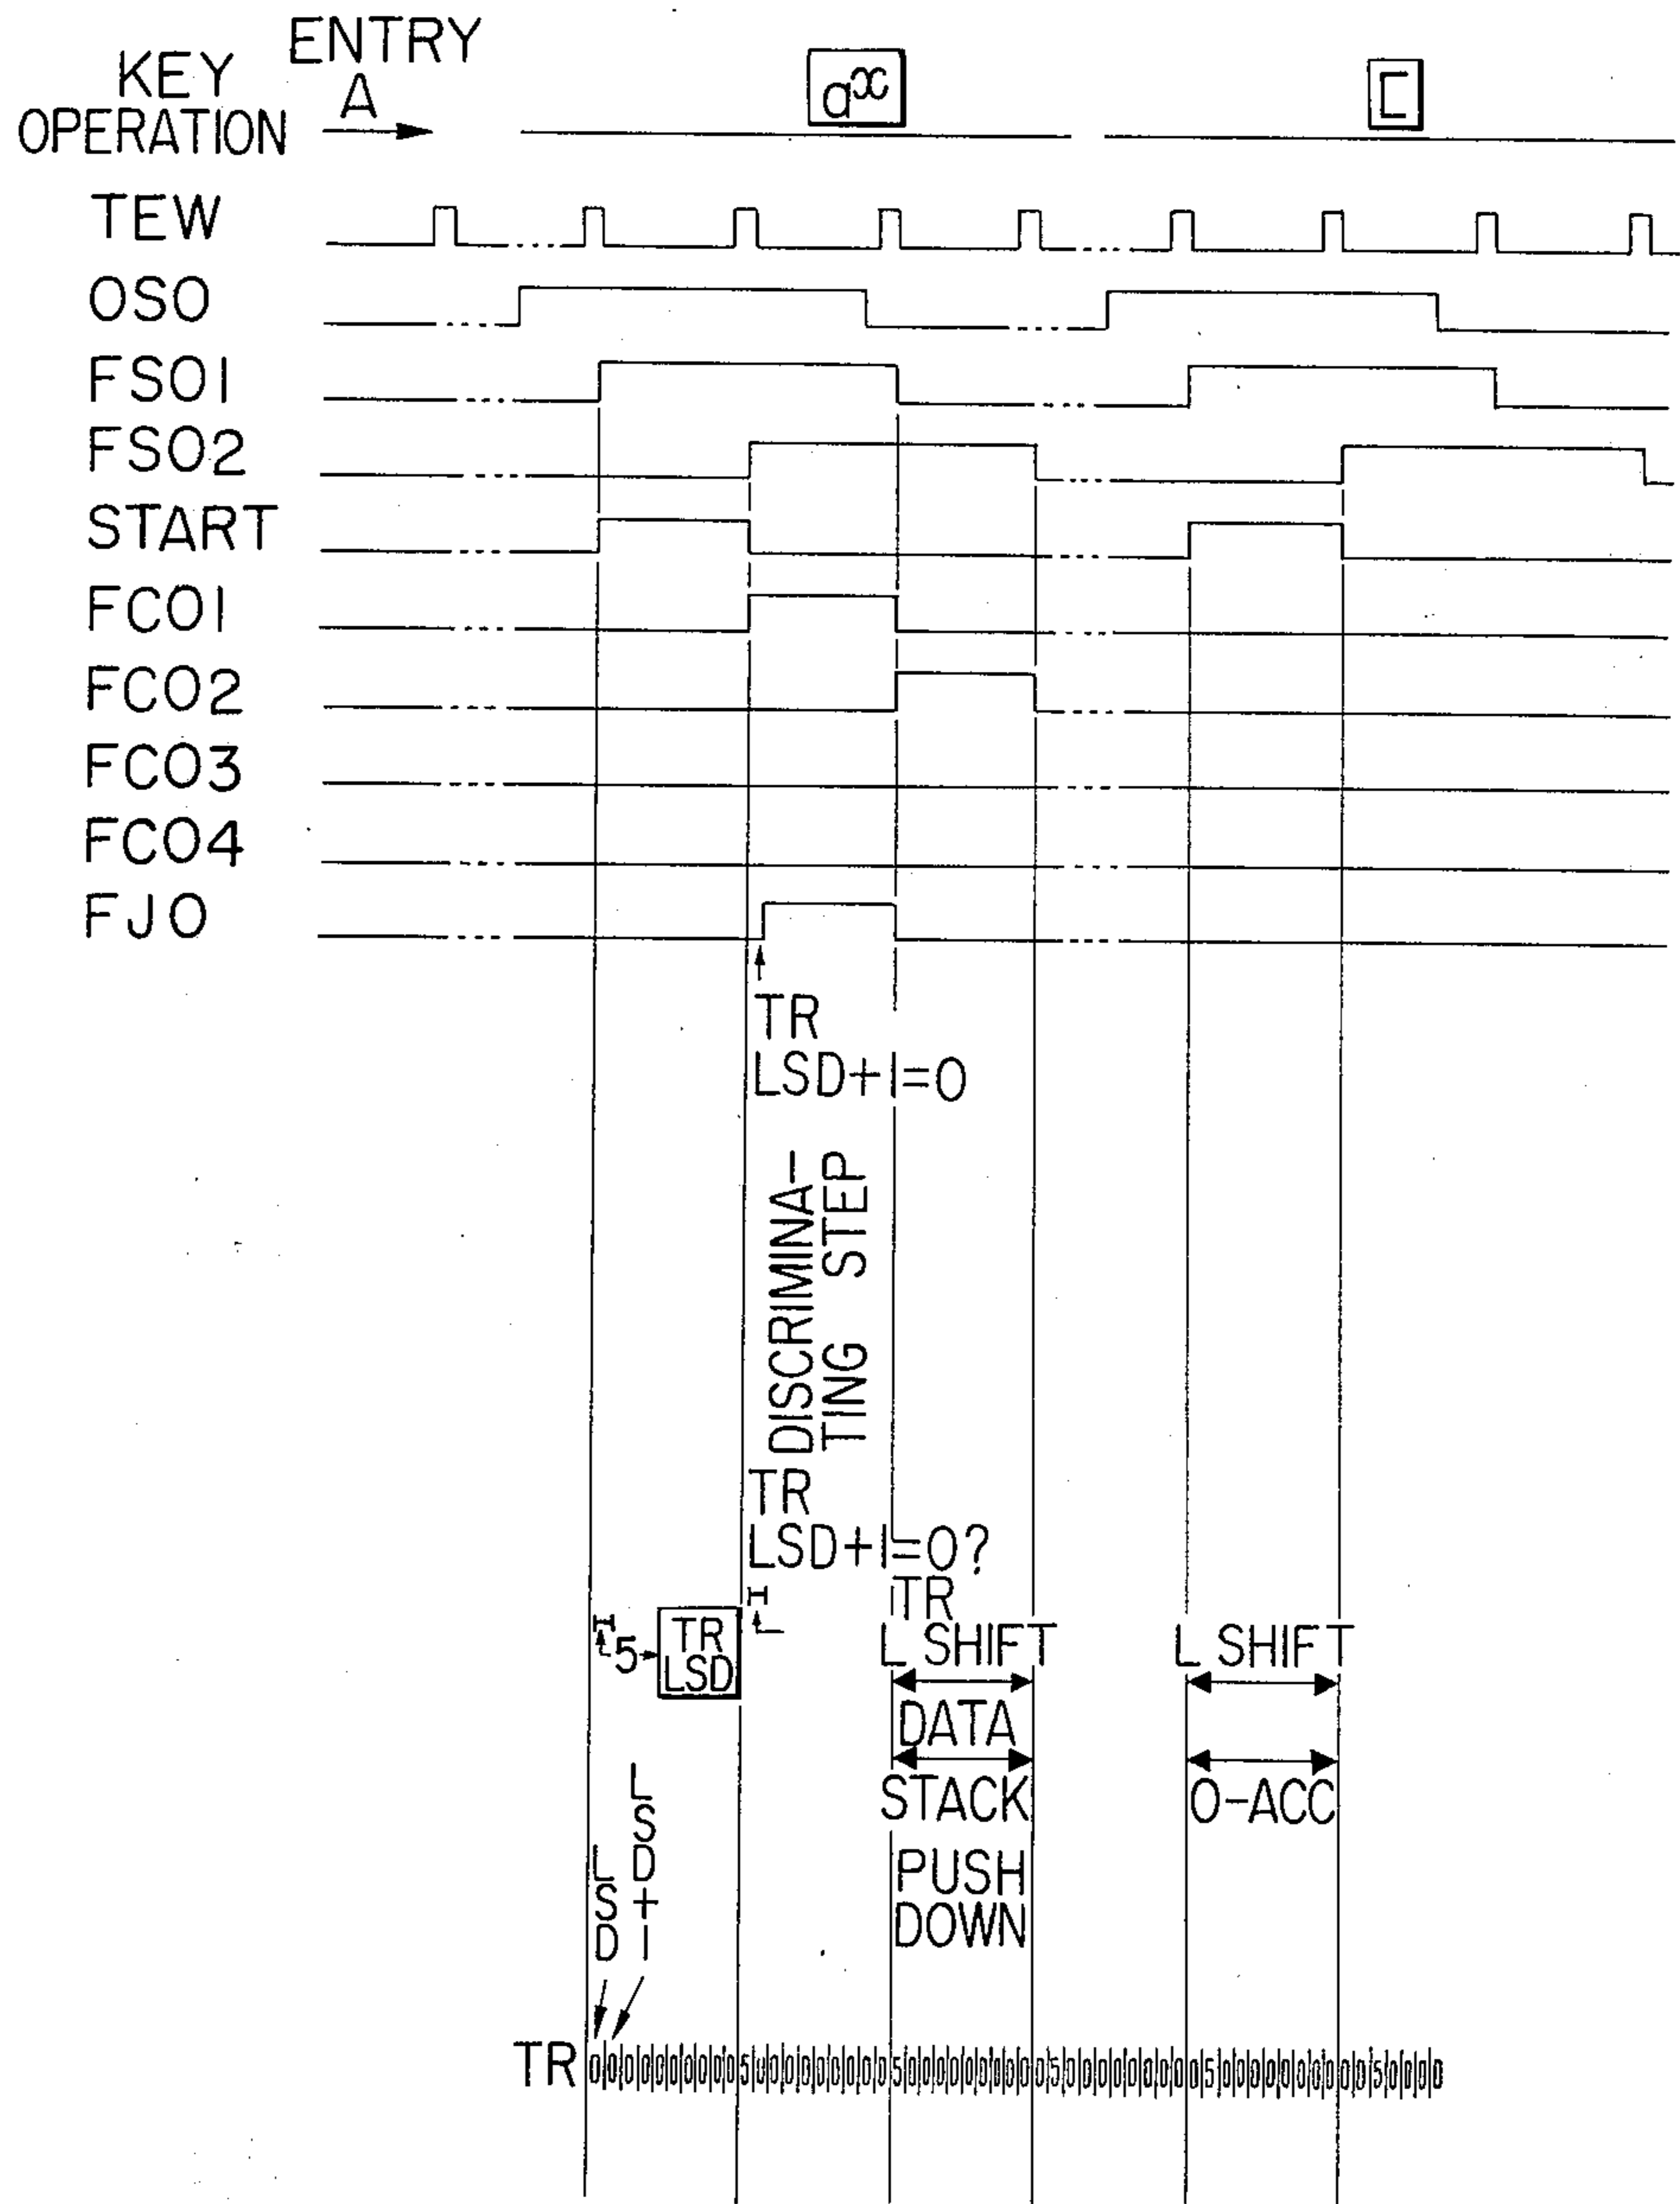 KEY OPERATION
ENTRY A
a^x
[
TEW
OSO
FSO1
FSO2
START
FCO1
FCO2
FCO3
FCO4
FJO
TR
LSD+1=0
DISCRIMINA-
TING STEP
TR
LSD+1=0?
5
TR
LSD
TR
L SHIFT
DATA
STACK
PUSH
DOWN
L SHIFT
0-ACC
LSD
LSD+1
TR